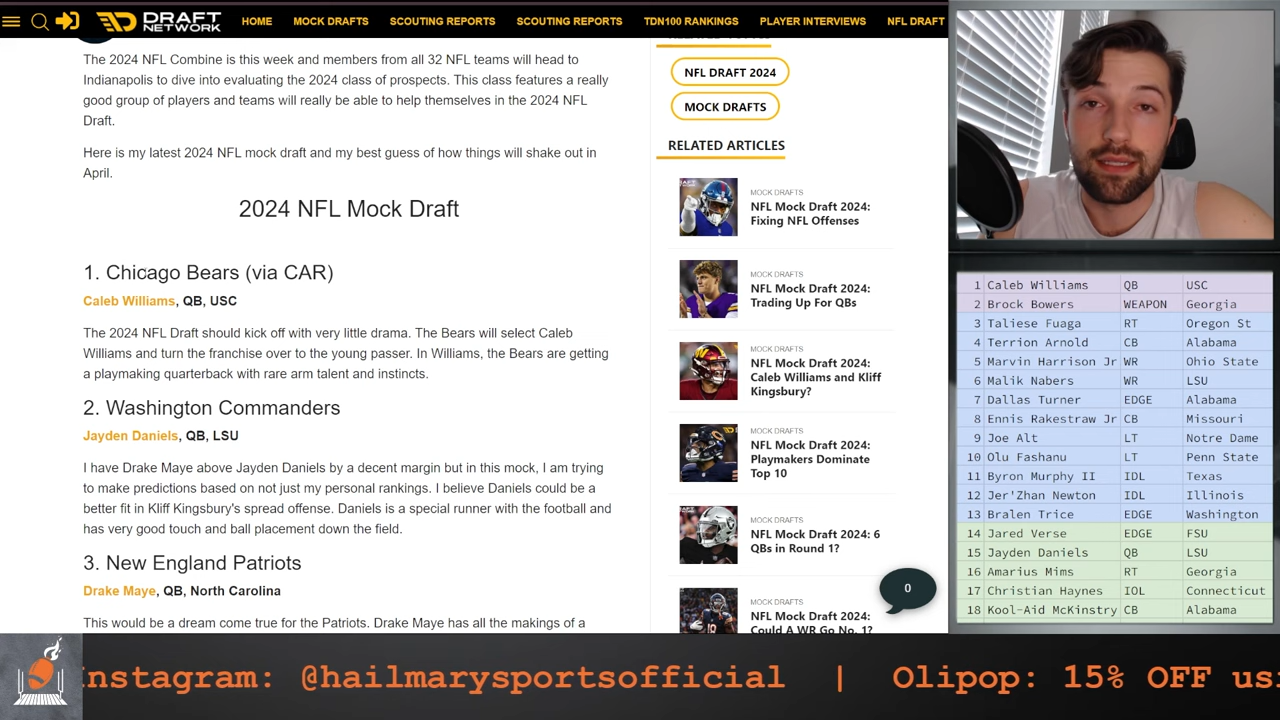 DRAFT
NETWORK
HOME
MOCK DRAFTS
SCOUTING REPORTS
SCOUTING REPORTS
TDN100 RANKINGS
PLAYER INTERVIEWS
NFL DRAFT
The 2024 NFL Combine is this week and members from all 32 NFL teams will head to
Indianapolis to dive into evaluating the 2024 class of prospects. This class features a really
good group of players and teams will really be able to help themselves in the 2024 NFL
Draft.
Here is my latest 2024 NFL mock draft and my best guess of how things will shake out in
April.
2024 NFL Mock Draft
1. Chicago Bears (via CAR)
Caleb Williams, QB, USC
The 2024 NFL Draft should kick off with very little drama. The Bears will select Caleb
Williams and turn the franchise over to the young passer. In Williams, the Bears are getting
a playmaking quarterback with rare arm talent and instincts.
2. Washington Commanders
Jayden Daniels, QB, LSU
I have Drake Maye above Jayden Daniels by a decent margin but in this mock, I am trying
to make predictions based on not just my personal rankings. I believe Daniels could be a
better fit in Kliff Kingsbury's spread offense. Daniels is a special runner with the football and
has very good touch and ball placement down the field.
3. New England Patriots
Drake Maye, QB, North Carolina
This would be a dream come true for the Patriots. Drake Maye has all the makings of a
NFL DRAFT 2024
MOCK DRAFTS
RELATED ARTICLES
MOCK DRAFTS
NFL Mock Draft 2024:
Fixing NFL Offenses
MOCK DRAFTS
NFL Mock Draft 2024:
Trading Up For QBs
MOCK DRAFTS
NFL Mock Draft 2024:
Caleb Williams and Kliff
Kingsbury?
MOCK DRAFTS
NFL Mock Draft 2024:
Playmakers Dominate
Top 10
MOCK DRAFTS
NFL Mock Draft 2024: 6
QBs in Round 1?
MOCK DRAFTS
NFL Mock Draft 2024:
Could A WR Go No. 1?
0
1 Caleb Williams QB USC
2 Brock Bowers WEAPON Georgia
3 Taliese Fuaga RT Oregon St
4 Terrion Arnold CB Alabama
5 Marvin Harrison Jr WR Ohio State
6 Malik Nabers WR LSU
7 Dallas Turner EDGE Alabama
8 Ennis Rakestraw Jr CB Missouri
9 Joe Alt LT Notre Dame
10 Olu Fashanu LT Penn State
11 Byron Murphy II IDL Texas
12 Jer'Zhan Newton IDL Illinois
13 Bralen Trice EDGE Washington
14 Jared Verse EDGE FSU
15 Jayden Daniels QB LSU
16 Amarius Mims RT Georgia
17 Christian Haynes IOL Connecticut
18 Kool-Aid McKinstry CB Alabama
Instagram: @hailmarysportsofficial | Olipop: 15% OFF us